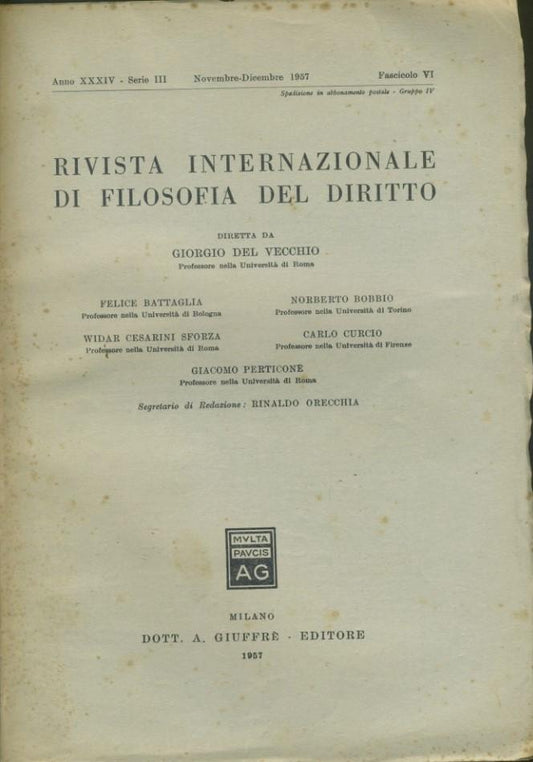 Anno XXXIV - Serie III Novembre-Dicembre 1957 Fascicolo VI
Spedizione in abbonamento postale - Gruppo IV
RIVISTA INTERNAZIONALE
DI FILOSOFIA DEL DIRITTO
DIRETTA DA
GIORGIO DEL VECCHIO
Professore nella Università di Roma
FELICE BATTAGLIA
Professore nella Università di Bologna
NORBERTO BOBBIO
Professore nella Università di Torino
WIDAR CESARINI SFORZA
Professore nella Università di Roma
CARLO CURCIO
Professore nella Università di Firenze
GIACOMO PERTICONE
Professore nella Università di Roma
Segretario di Redazione: RINALDO ORECCHIA
MVLTA
PAVCIS
AG
MILANO
DOTT. A. GIUFFRÈ - EDITORE
1957